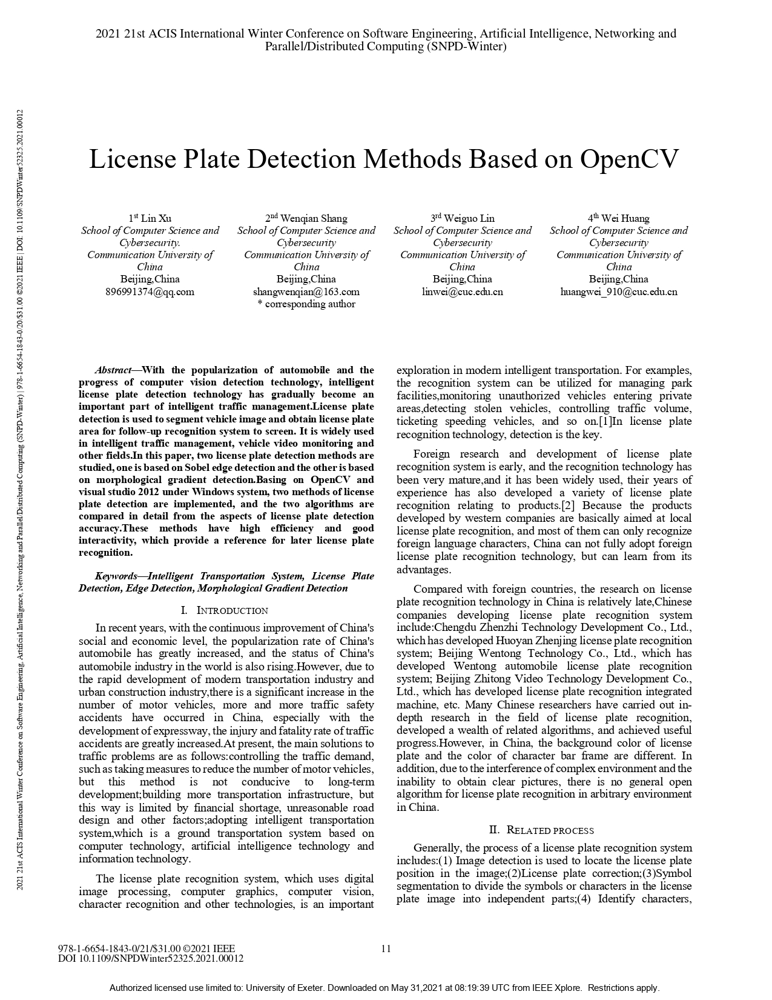 2021 21st ACIS International Winter Conference on Software Engineering, Artificial Intelligence, Networking and
Parallel/Distributed Computing (SNPD-Winter)
2021 21st ACIS International Winter Conference on Software Engineering, Artificial Intelligence, Networking and Parallel/Distributed Computing (SNPD-Winter) | 978-1-6654-1843-0/20/$31.00 ©2021 IEEE | DOI: 10.1109/SNPDWinter52325.2021.00012
License Plate Detection Methods Based on OpenCV
1st Lin Xu
School of Computer Science and
Cybersecurity.
Communication University of
China
Beijing,China
896991374@qq.com
2nd Wenqian Shang
School of Computer Science and
Cybersecurity
Communication University of
China
Beijing,China
shangwenqian@163.com
* corresponding author
3rd Weiguo Lin
School of Computer Science and
Cybersecurity
Communication University of
China
Beijing,China
linwei@cuc.edu.cn
4th Wei Huang
School of Computer Science and
Cybersecurity
Communication University of
China
Beijing,China
huangwei_910@cuc.edu.cn
Abstract—With the popularization of automobile and the
progress of computer vision detection technology, intelligent
license plate detection technology has gradually become an
important part of intelligent traffic management.License plate
detection is used to segment vehicle image and obtain license plate
area for follow-up recognition system to screen. It is widely used
in intelligent traffic management, vehicle video monitoring and
other fields.In this paper, two license plate detection methods are
studied, one is based on Sobel edge detection and the other is based
on morphological gradient detection.Basing on OpenCV and
visual studio 2012 under Windows system, two methods of license
plate detection are implemented, and the two algorithms are
compared in detail from the aspects of license plate detection
accuracy.These methods have high efficiency and good
interactivity, which provide a reference for later license plate
recognition.
Keywords—Intelligent Transportation System, License Plate
Detection, Edge Detection, Morphological Gradient Detection
I. INTRODUCTION
In recent years, with the continuous improvement of China's
social and economic level, the popularization rate of China's
automobile has greatly increased, and the status of China's
automobile industry in the world is also rising.However, due to
the rapid development of modern transportation industry and
urban construction industry,there is a significant increase in the
number of motor vehicles, more and more traffic safety
accidents have occurred in China, especially with the
development of expressway, the injury and fatality rate of traffic
accidents are greatly increased.At present, the main solutions to
traffic problems are as follows:controlling the traffic demand,
such as taking measures to reduce the number of motor vehicles,
but this method is not conducive to long-term
development;building more transportation infrastructure, but
this way is limited by financial shortage, unreasonable road
design and other factors;adopting intelligent transportation
system,which is a ground transportation system based on
computer technology, artificial intelligence technology and
information technology.
The license plate recognition system, which uses digital
image processing, computer graphics, computer vision,
character recognition and other technologies, is an important
exploration in modern intelligent transportation. For examples,
the recognition system can be utilized for managing park
facilities,monitoring unauthorized vehicles entering private
areas,detecting stolen vehicles, controlling traffic volume,
ticketing speeding vehicles, and so on.[1]In license plate
recognition technology, detection is the key.
Foreign research and development of license plate
recognition system is early, and the recognition technology has
been very mature,and it has been widely used, their years of
experience has also developed a variety of license plate
recognition relating to products.[2] Because the products
developed by western companies are basically aimed at local
license plate recognition, and most of them can only recognize
foreign language characters, China can not fully adopt foreign
license plate recognition technology, but can learn from its
advantages.
Compared with foreign countries, the research on license
plate recognition technology in China is relatively late,Chinese
companies developing license plate recognition system
include:Chengdu Zhenzhi Technology Development Co., Ltd.,
which has developed Huoyan Zhenjing license plate recognition
system; Beijing Wentong Technology Co., Ltd., which has
developed Wentong automobile license plate recognition
system; Beijing Zhitong Video Technology Development Co.,
Ltd., which has developed license plate recognition integrated
machine, etc. Many Chinese researchers have carried out in-
depth research in the field of license plate recognition,
developed a wealth of related algorithms, and achieved useful
progress.However, in China, the background color of license
plate and the color of character bar frame are different. In
addition, due to the interference of complex environment and the
inability to obtain clear pictures, there is no general open
algorithm for license plate recognition in arbitrary environment
in China.
II. RELATED PROCESS
Generally, the process of a license plate recognition system
includes:(1) Image detection is used to locate the license plate
position in the image;(2)License plate correction;(3)Symbol
segmentation to divide the symbols or characters in the license
plate image into independent parts;(4) Identify characters,
978-1-6654-1843-0/21/$31.00 ©2021 IEEE
DOI 10.1109/SNPDWinter52325.2021.00012
11
Authorized licensed use limited to: University of Exeter. Downloaded on May 31,2021 at 08:19:39 UTC from IEEE Xplore. Restrictions apply.